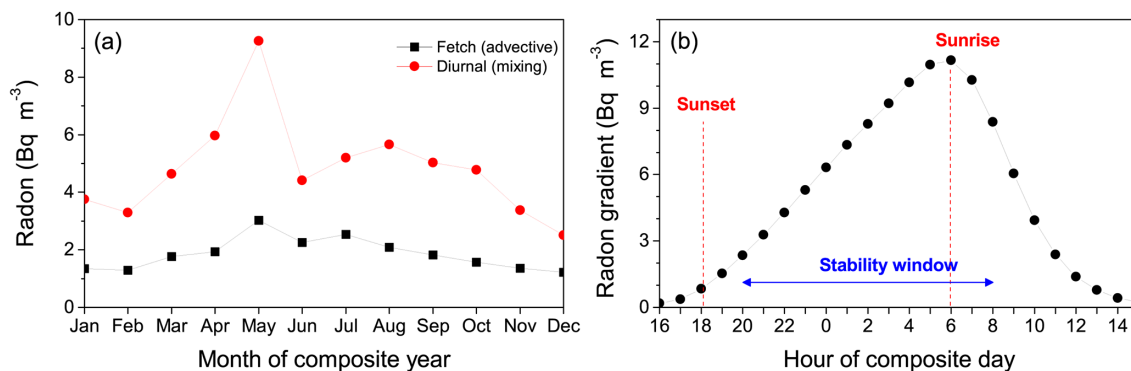 (a)
Fetch (advective)
Diurnal (mixing)
Radon (Bq m-3)
10
8
6
4
2
0
Jan Feb Mar Apr May Jun Jul Aug Sep Oct Nov Dec
Month of composite year
(b)
Sunrise
Sunset
Stability window
Radon gradient (Bq m-3)
12
9
6
3
0
16 18 20 22 0 2 4 6 8 10 12 14
Hour of composite day